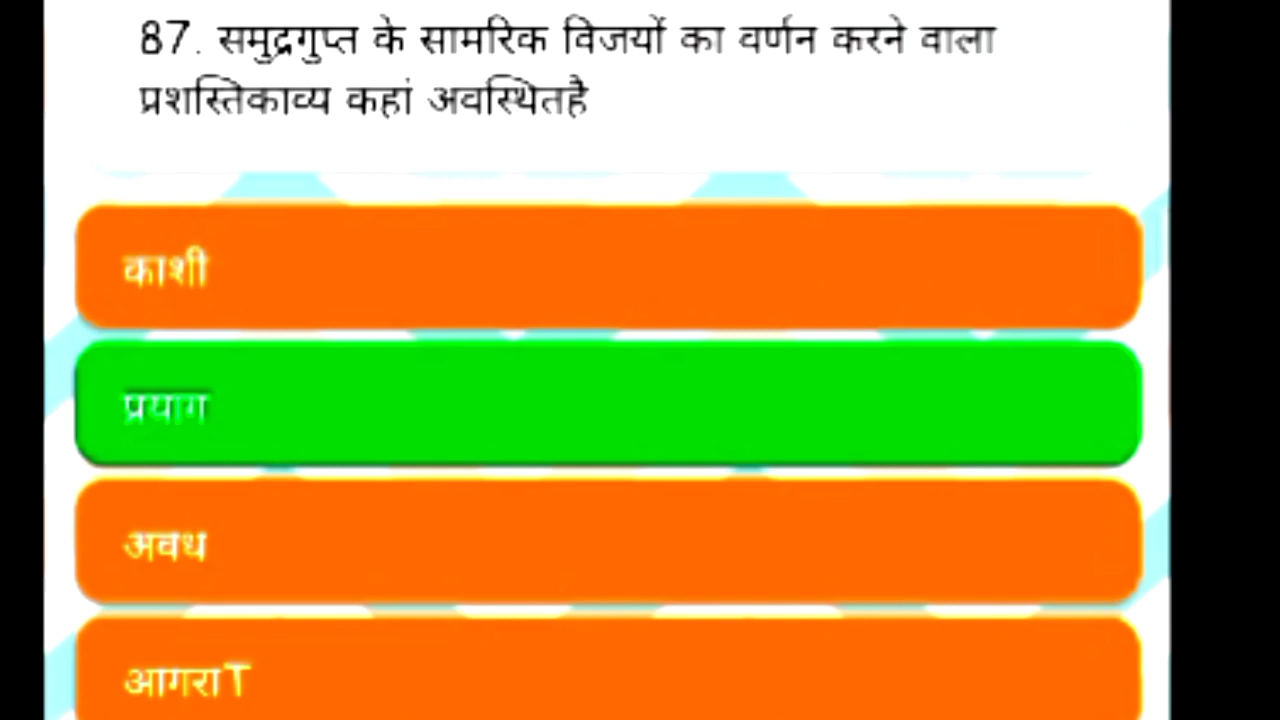 87. समुद्रगुप्त के सामरिक विजयों का वर्णन करने वाला
प्रशस्तिकाव्य कहां अवस्थितहै
काशी
प्रयाग
अवध
आगराT